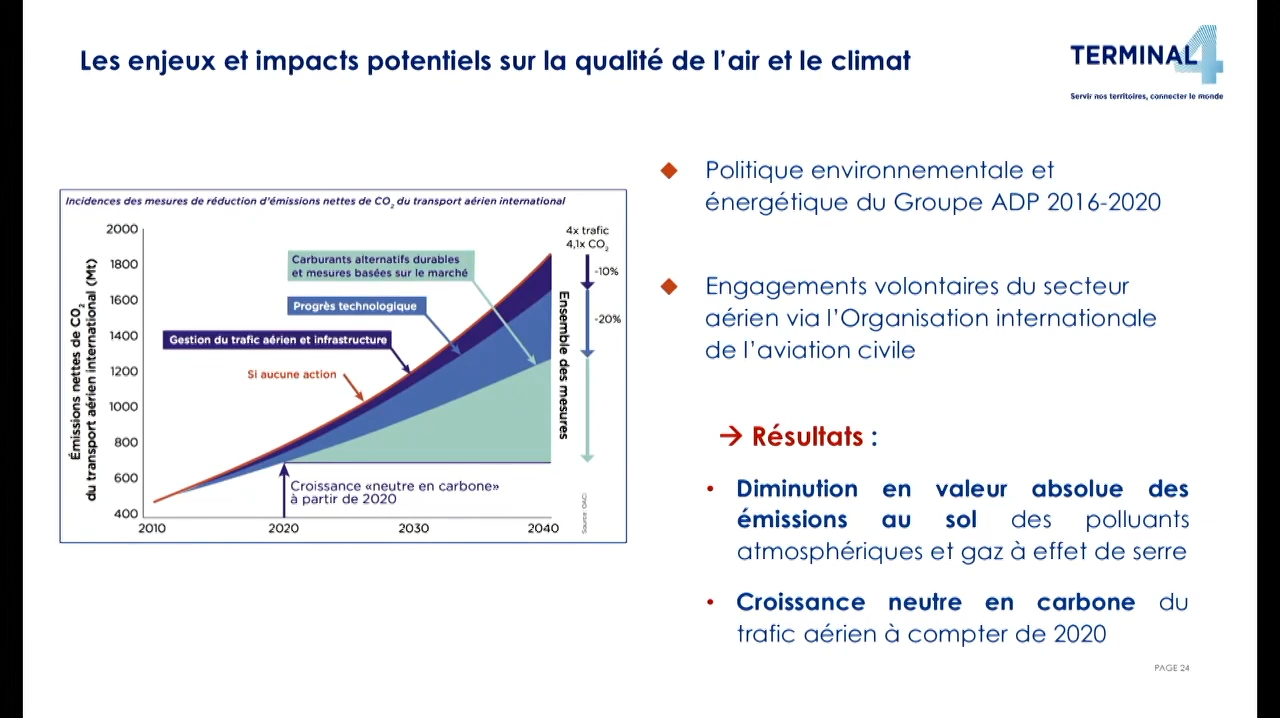 Les enjeux et impacts potentiels sur la qualité de l’air et le climat
TERMINAL 4
Servir nos territoires, connecter le monde
Incidences des mesures de réduction d'émissions nettes de CO2 du transport aérien international
Émissions nettes de CO2
du transport aérien international (Mt)
2000
1800
1600
1400
1200
1000
800
600
400
2010
2020
2030
2040
4x trafic
4,1x CO2
-10%
-20%
Ensemble des mesures
Carburants alternatifs durables
et mesures basées sur le marché
Progrès technologique
Gestion du trafic aérien et infrastructure
Si aucune action
Croissance «neutre en carbone»
à partir de 2020
Source : OACI
Politique environnementale et
énergétique du Groupe ADP 2016-2020
Engagements volontaires du secteur
aérien via l’Organisation internationale
de l’aviation civile
→ Résultats :
• Diminution en valeur absolue des
émissions au sol des polluants
atmosphériques et gaz à effet de serre
• Croissance neutre en carbone du
trafic aérien à compter de 2020
PAGE 24